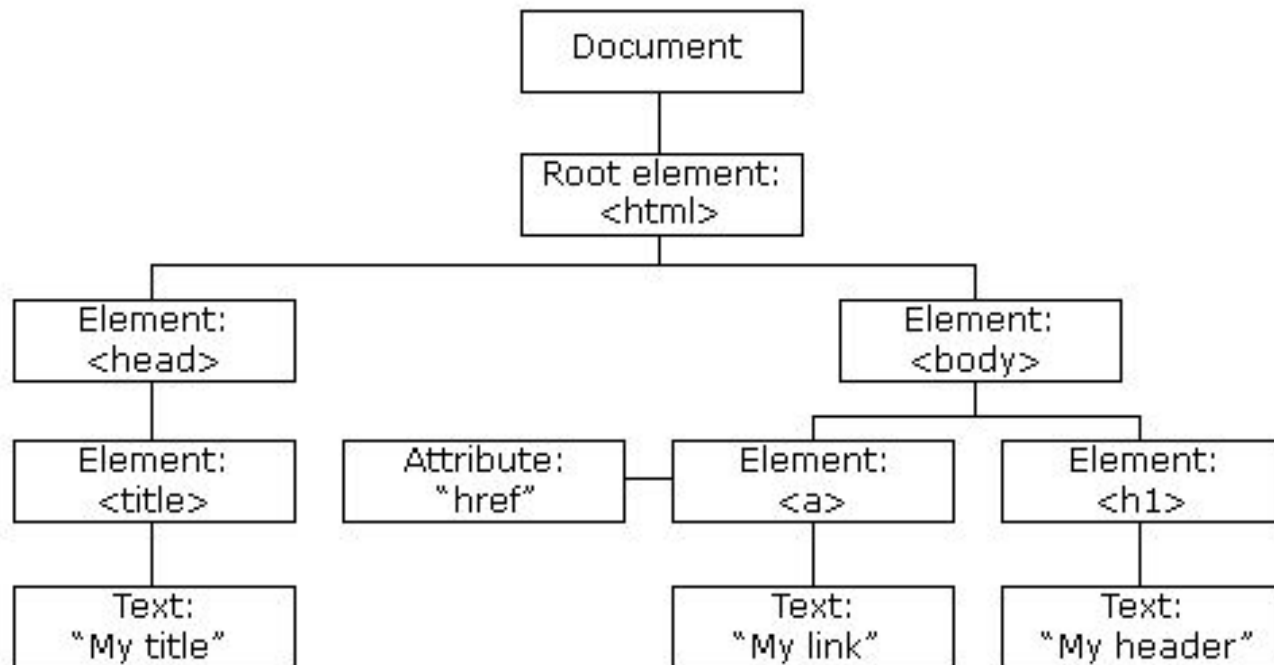 Document
Root element:
<html>
Element:
<head>
Element:
<body>
Element:
<title>
Attribute:
“href”
Element:
<a>
Element:
<h1>
Text:
“My title”
Text:
“My link”
Text:
“My header”